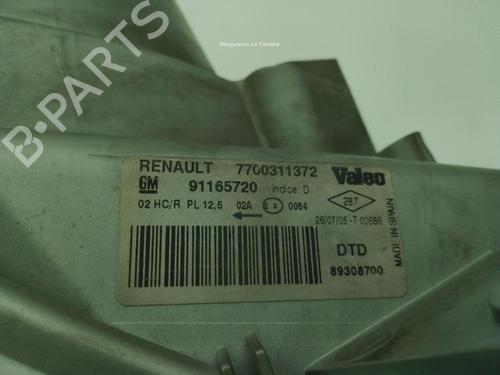 Desguaces La Cabaña
B-PARTS
RENAULT 7700311372 Valeo
GM 91165720 Indice: D 287
02 HC/R PL 12,5 02A E 0064 26/07/05 -T
DTD
89308700
MADE IN SPAIN